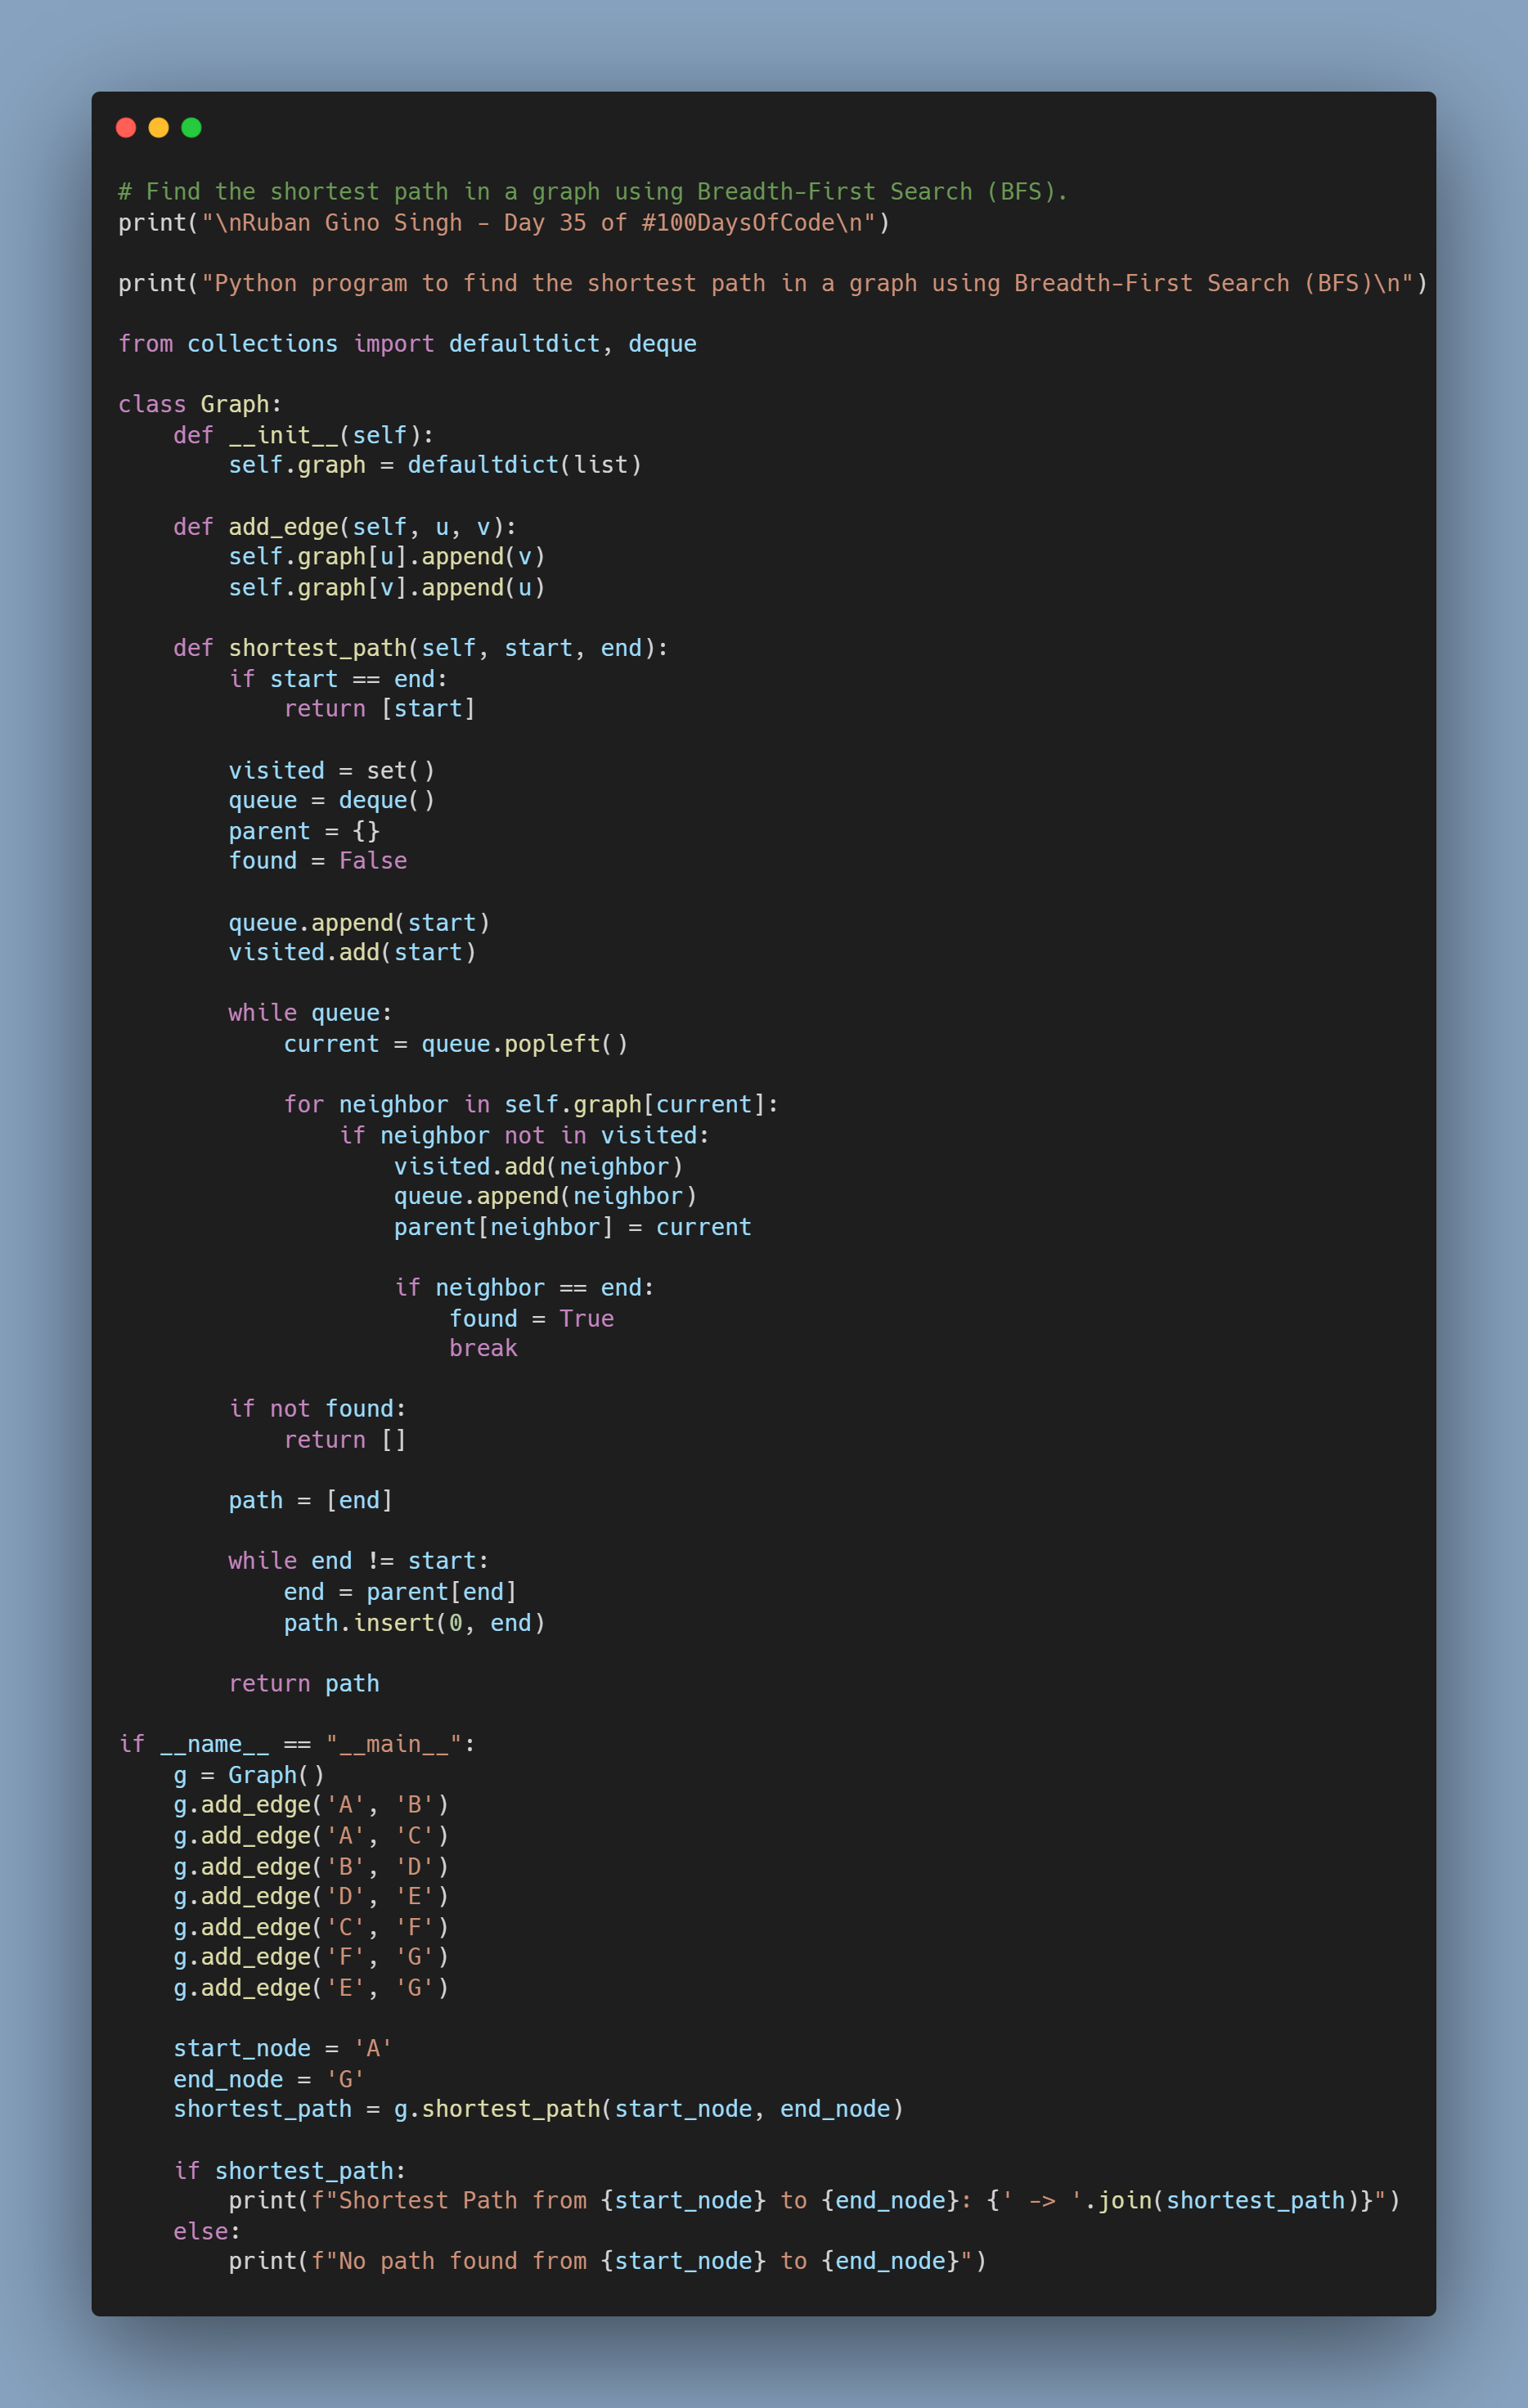 # Find the shortest path in a graph using Breadth-First Search (BFS).
print("\nRuban Gino Singh - Day 35 of #100DaysOfCode\n")

print("Python program to find the shortest path in a graph using Breadth-First Search (BFS)\n")

from collections import defaultdict, deque

class Graph:
    def __init__(self):
        self.graph = defaultdict(list)

    def add_edge(self, u, v):
        self.graph[u].append(v)
        self.graph[v].append(u)

    def shortest_path(self, start, end):
        if start == end:
            return [start]

        visited = set()
        queue = deque()
        parent = {}
        found = False

        queue.append(start)
        visited.add(start)

        while queue:
            current = queue.popleft()

            for neighbor in self.graph[current]:
                if neighbor not in visited:
                    visited.add(neighbor)
                    queue.append(neighbor)
                    parent[neighbor] = current

                    if neighbor == end:
                        found = True
                        break

        if not found:
            return []

        path = [end]

        while end != start:
            end = parent[end]
            path.insert(0, end)

        return path

if __name__ == "__main__":
    g = Graph()
    g.add_edge('A', 'B')
    g.add_edge('A', 'C')
    g.add_edge('B', 'D')
    g.add_edge('D', 'E')
    g.add_edge('C', 'F')
    g.add_edge('F', 'G')
    g.add_edge('E', 'G')

    start_node = 'A'
    end_node = 'G'
    shortest_path = g.shortest_path(start_node, end_node)

    if shortest_path:
        print(f"Shortest Path from {start_node} to {end_node}: {' -> '.join(shortest_path)}")
    else:
        print(f"No path found from {start_node} to {end_node}")